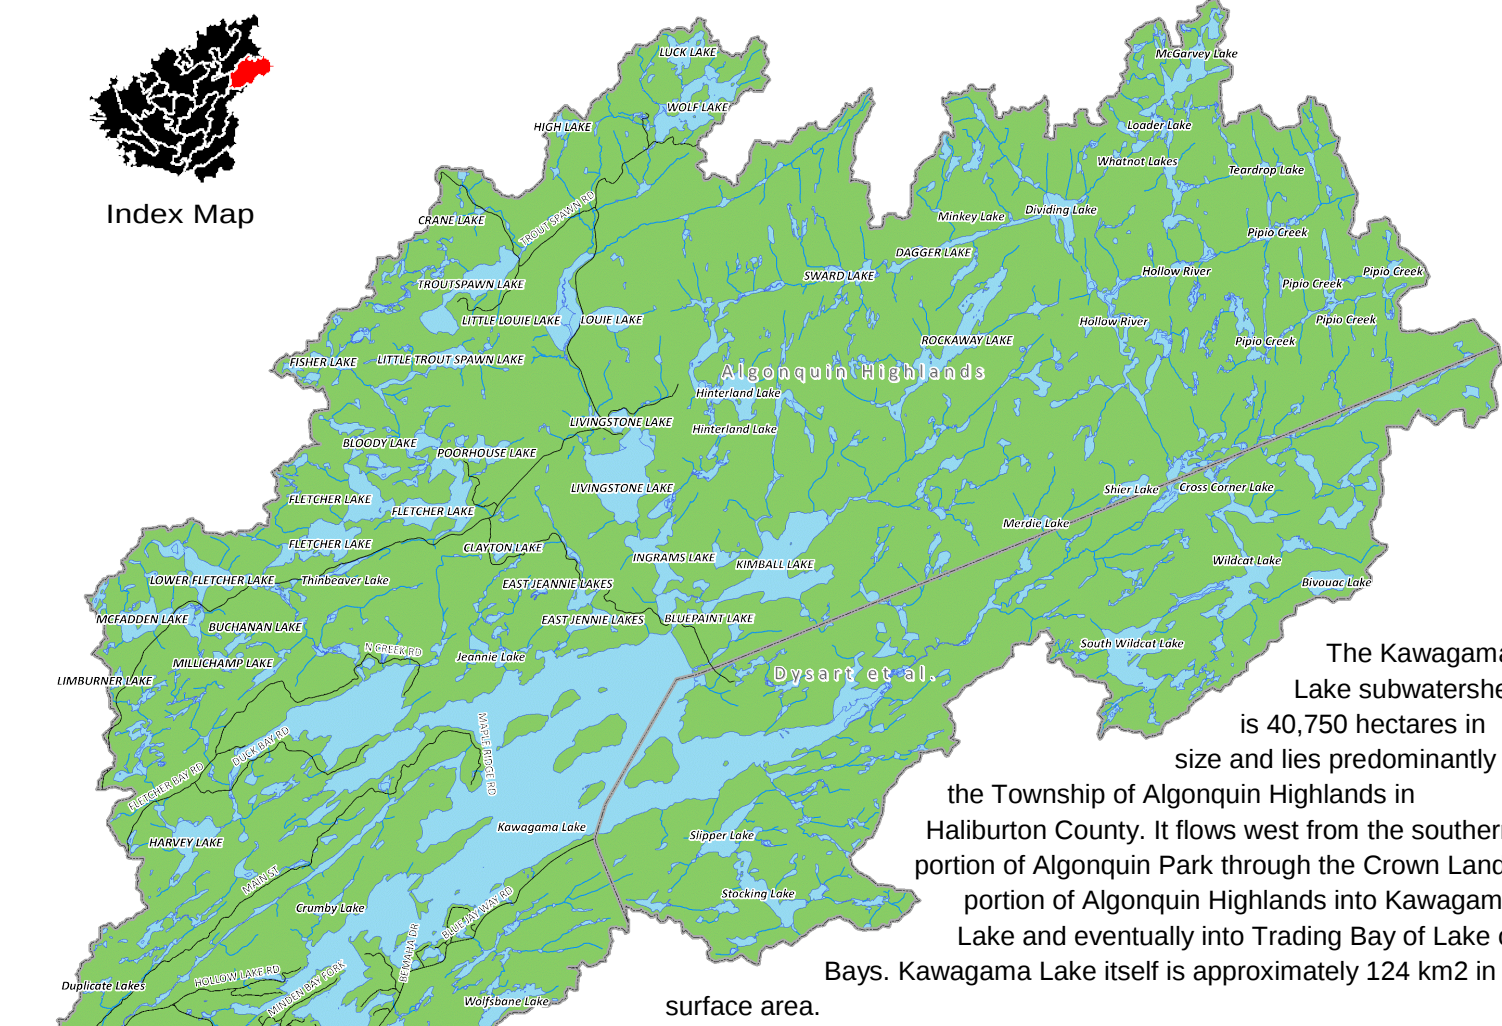 LUCK LAKE
McGarvey Lake
WOLF LAKE
HIGH LAKE
Loader Lake
Whatnot Lakes
Teardrop Lake
Index Map
CRANE LAKE
TROUT SPAWN RD
Minkey Lake
Dividing Lake
Pipio Creek
DAGGER LAKE
TROUTSPAWN LAKE
SWARD LAKE
Hollow River
Pipio Creek
Pipio Creek
LITTLE LOUIE LAKE
LOUIE LAKE
Hollow River
Pipio Creek
ROCKAWAY LAKE
Pipio Creek
FISHER LAKE
LITTLE TROUT SPAWN LAKE
Algonquin Highlands
Hinterland Lake
LIVINGSTONE LAKE
Hinterland Lake
BLOODY LAKE
POORHOUSE LAKE
LIVINGSTONE LAKE
Shier Lake
Cross Corner Lake
FLETCHER LAKE
FLETCHER LAKE
Merdie Lake
FLETCHER LAKE
CLAYTON LAKE
INGRAMS LAKE
KIMBALL LAKE
Wildcat Lake
LOWER FLETCHER LAKE
Thinbeaver Lake
EAST JEANNIE LAKES
Bivouac Lake
MCFADDEN LAKE
BUCHANAN LAKE
EAST JENNIE LAKES
BLUEPAINT LAKE
N CREEK RD
Jeannie Lake
South Wildcat Lake
MILLICHAMP LAKE
LIMBURNER LAKE
Dysart et al.
DUCK BAY RD
MAPLE RIDGE RD
FLETCHER BAY RD
Kawagama Lake
Slipper Lake
HARVEY LAKE
MAIN ST
Stocking Lake
Crumby Lake
BLUE JAY WAY RD
BEMAHA DR
HOLLOW LAKE RD
MINDEN BAY FORK
Duplicate Lakes
Wolfsbane Lake
The Kawagama
Lake subwatershe
is 40,750 hectares in
size and lies predominantly
the Township of Algonquin Highlands in
Haliburton County. It flows west from the southern
portion of Algonquin Park through the Crown Land
portion of Algonquin Highlands into Kawagam
Lake and eventually into Trading Bay of Lake o
Bays. Kawagama Lake itself is approximately 124 km2 in
surface area.